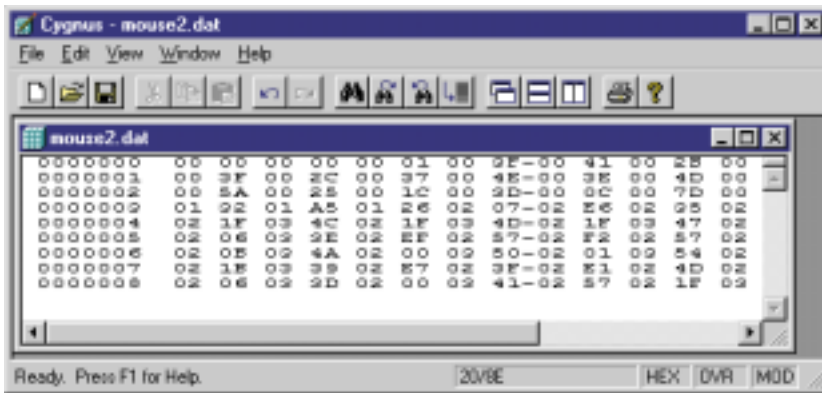 Cygnus - mouse2.dat
File Edit View Window Help
mouse2.dat
0000000 00 00 00 00 00 01 00 3E-00 41 00 2B 00
0000001 00 3F 00 2C 00 37 00 4E-00 3E 00 4D 00
0000002 00 5A 00 25 00 1C 00 9D-00 0C 00 7D 00
0000003 01 92 01 A5 01 26 02 07-02 E6 02 95 02
0000004 02 1F 03 4C 02 1F 03 4D-02 1F 03 47 02
0000005 02 06 03 3E 02 EF 02 57-02 F2 02 57 02
0000006 02 0B 03 4A 02 00 03 50-02 01 03 54 02
0000007 02 1B 03 39 02 E7 02 3F-02 E1 02 4D 02
0000008 02 06 03 3D 02 00 03 41-02 57 02 1F 03
Ready. Press F1 for Help.
20/8E
HEX OVR MOD